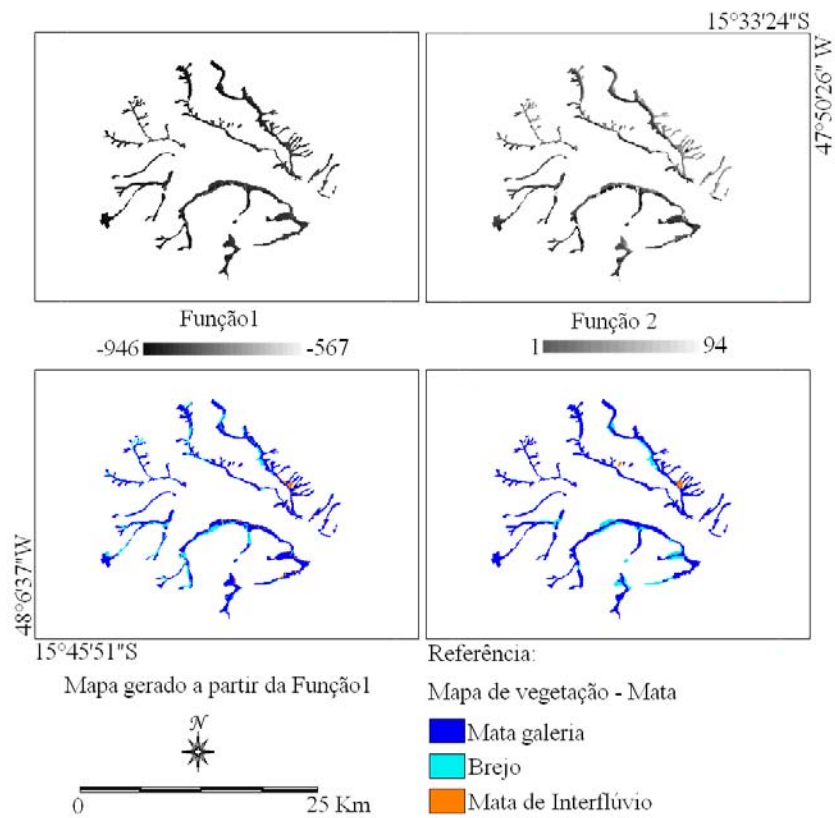 15°33'24"S
47°50'26" W
Função1
-946 -567
Função 2
1 94
48°6'37"W
15°45'51"S
Mapa gerado a partir da Função1
N
0 25 Km
Referência:
Mapa de vegetação - Mata
Mata galeria
Brejo
Mata de Interflúvio